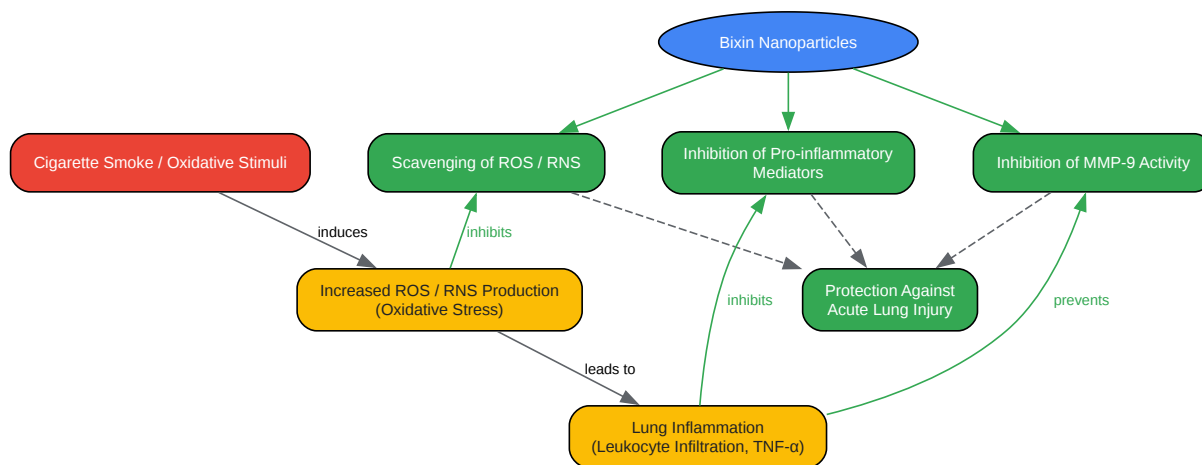 Bixin Nanoparticles
Cigarette Smoke / Oxidative Stimuli
Scavenging of ROS / RNS
Inhibition of Pro-inflammatory
Mediators
Inhibition of MMP-9 Activity
induces
inhibits
Increased ROS / RNS Production
(Oxidative Stress)
Protection Against
Acute Lung Injury
inhibits
prevents
leads to
Lung Inflammation
(Leukocyte Infiltration, TNF-α)